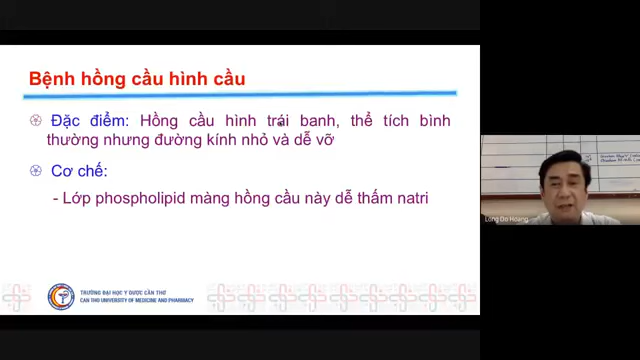 Bệnh hồng cầu hình cầu
Đặc điểm: Hồng cầu hình trái banh, thể tích bình
thường nhưng đường kính nhỏ và dễ vỡ
Cơ chế:
- Lớp phospholipid màng hồng cầu này dễ thấm natri
TRƯỜNG ĐẠI HỌC Y DƯỢC CẦN THƠ
CAN THO UNIVERSITY OF MEDICINE AND PHARMACY
Long Do Hoang